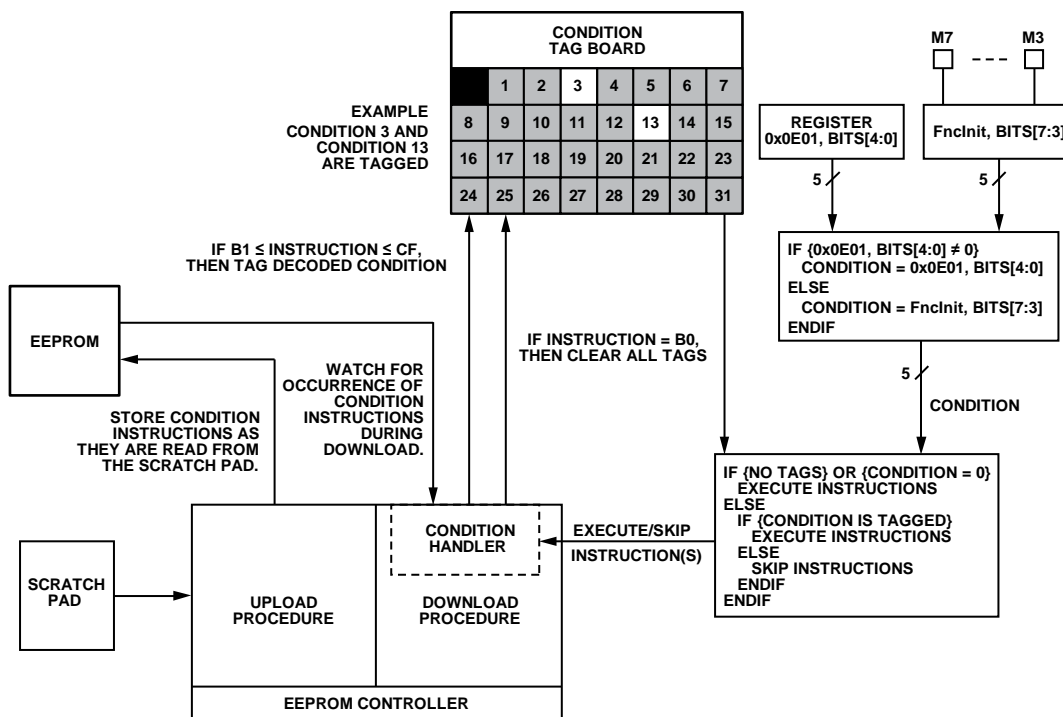 CONDITION
TAG BOARD
1 2 3 4 5 6 7
8 9 10 11 12 13 14 15
16 17 18 19 20 21 22 23
24 25 26 27 28 29 30 31
EXAMPLE
CONDITION 3 AND
CONDITION 13
ARE TAGGED
M7
M3
REGISTER
0x0E01, BITS[4:0]
FncInit, BITS[7:3]
5
5
IF {0x0E01, BITS[4:0] ≠ 0}
CONDITION = 0x0E01, BITS[4:0]
ELSE
CONDITION = FncInit, BITS[7:3]
ENDIF
5
CONDITION
IF B1 ≤ INSTRUCTION ≤ CF,
THEN TAG DECODED CONDITION
IF INSTRUCTION = B0,
THEN CLEAR ALL TAGS
EEPROM
WATCH FOR
OCCURRENCE OF
CONDITION
INSTRUCTIONS
DURING
DOWNLOAD.
STORE CONDITION
INSTRUCTIONS AS
THEY ARE READ FROM
THE SCRATCH PAD.
IF {NO TAGS} OR {CONDITION = 0}
EXECUTE INSTRUCTIONS
ELSE
IF {CONDITION IS TAGGED}
EXECUTE INSTRUCTIONS
ELSE
SKIP INSTRUCTIONS
ENDIF
ENDIF
EXECUTE/SKIP
INSTRUCTION(S)
CONDITION
HANDLER
SCRATCH
PAD
UPLOAD
PROCEDURE
DOWNLOAD
PROCEDURE
EEPROM CONTROLLER